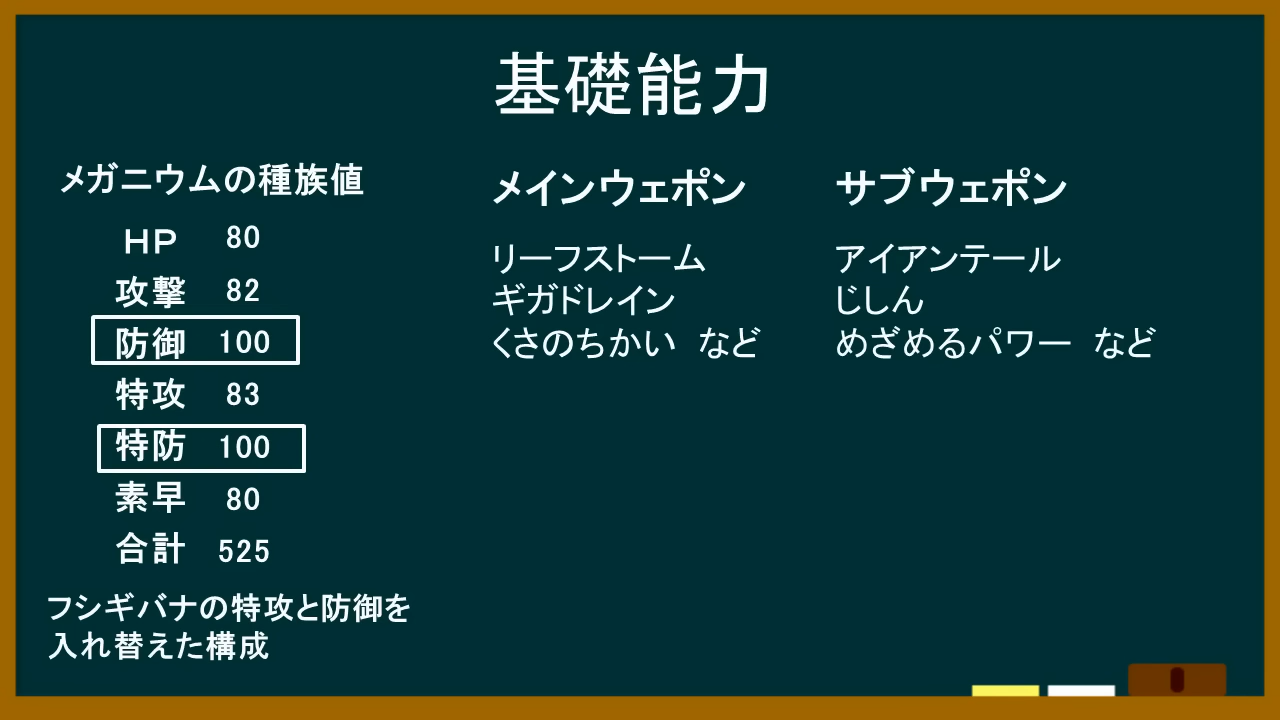 基礎能力
メガニウムの種族値
HP 80
攻撃 82
防御 100
特攻 83
特防 100
素早 80
合計 525
フシギバナの特攻と防御を
入れ替えた構成
メインウェポン
リーフストーム
ギガドレイン
くさのちかい など
サブウェポン
アイアンテール
じしん
めざめるパワー など